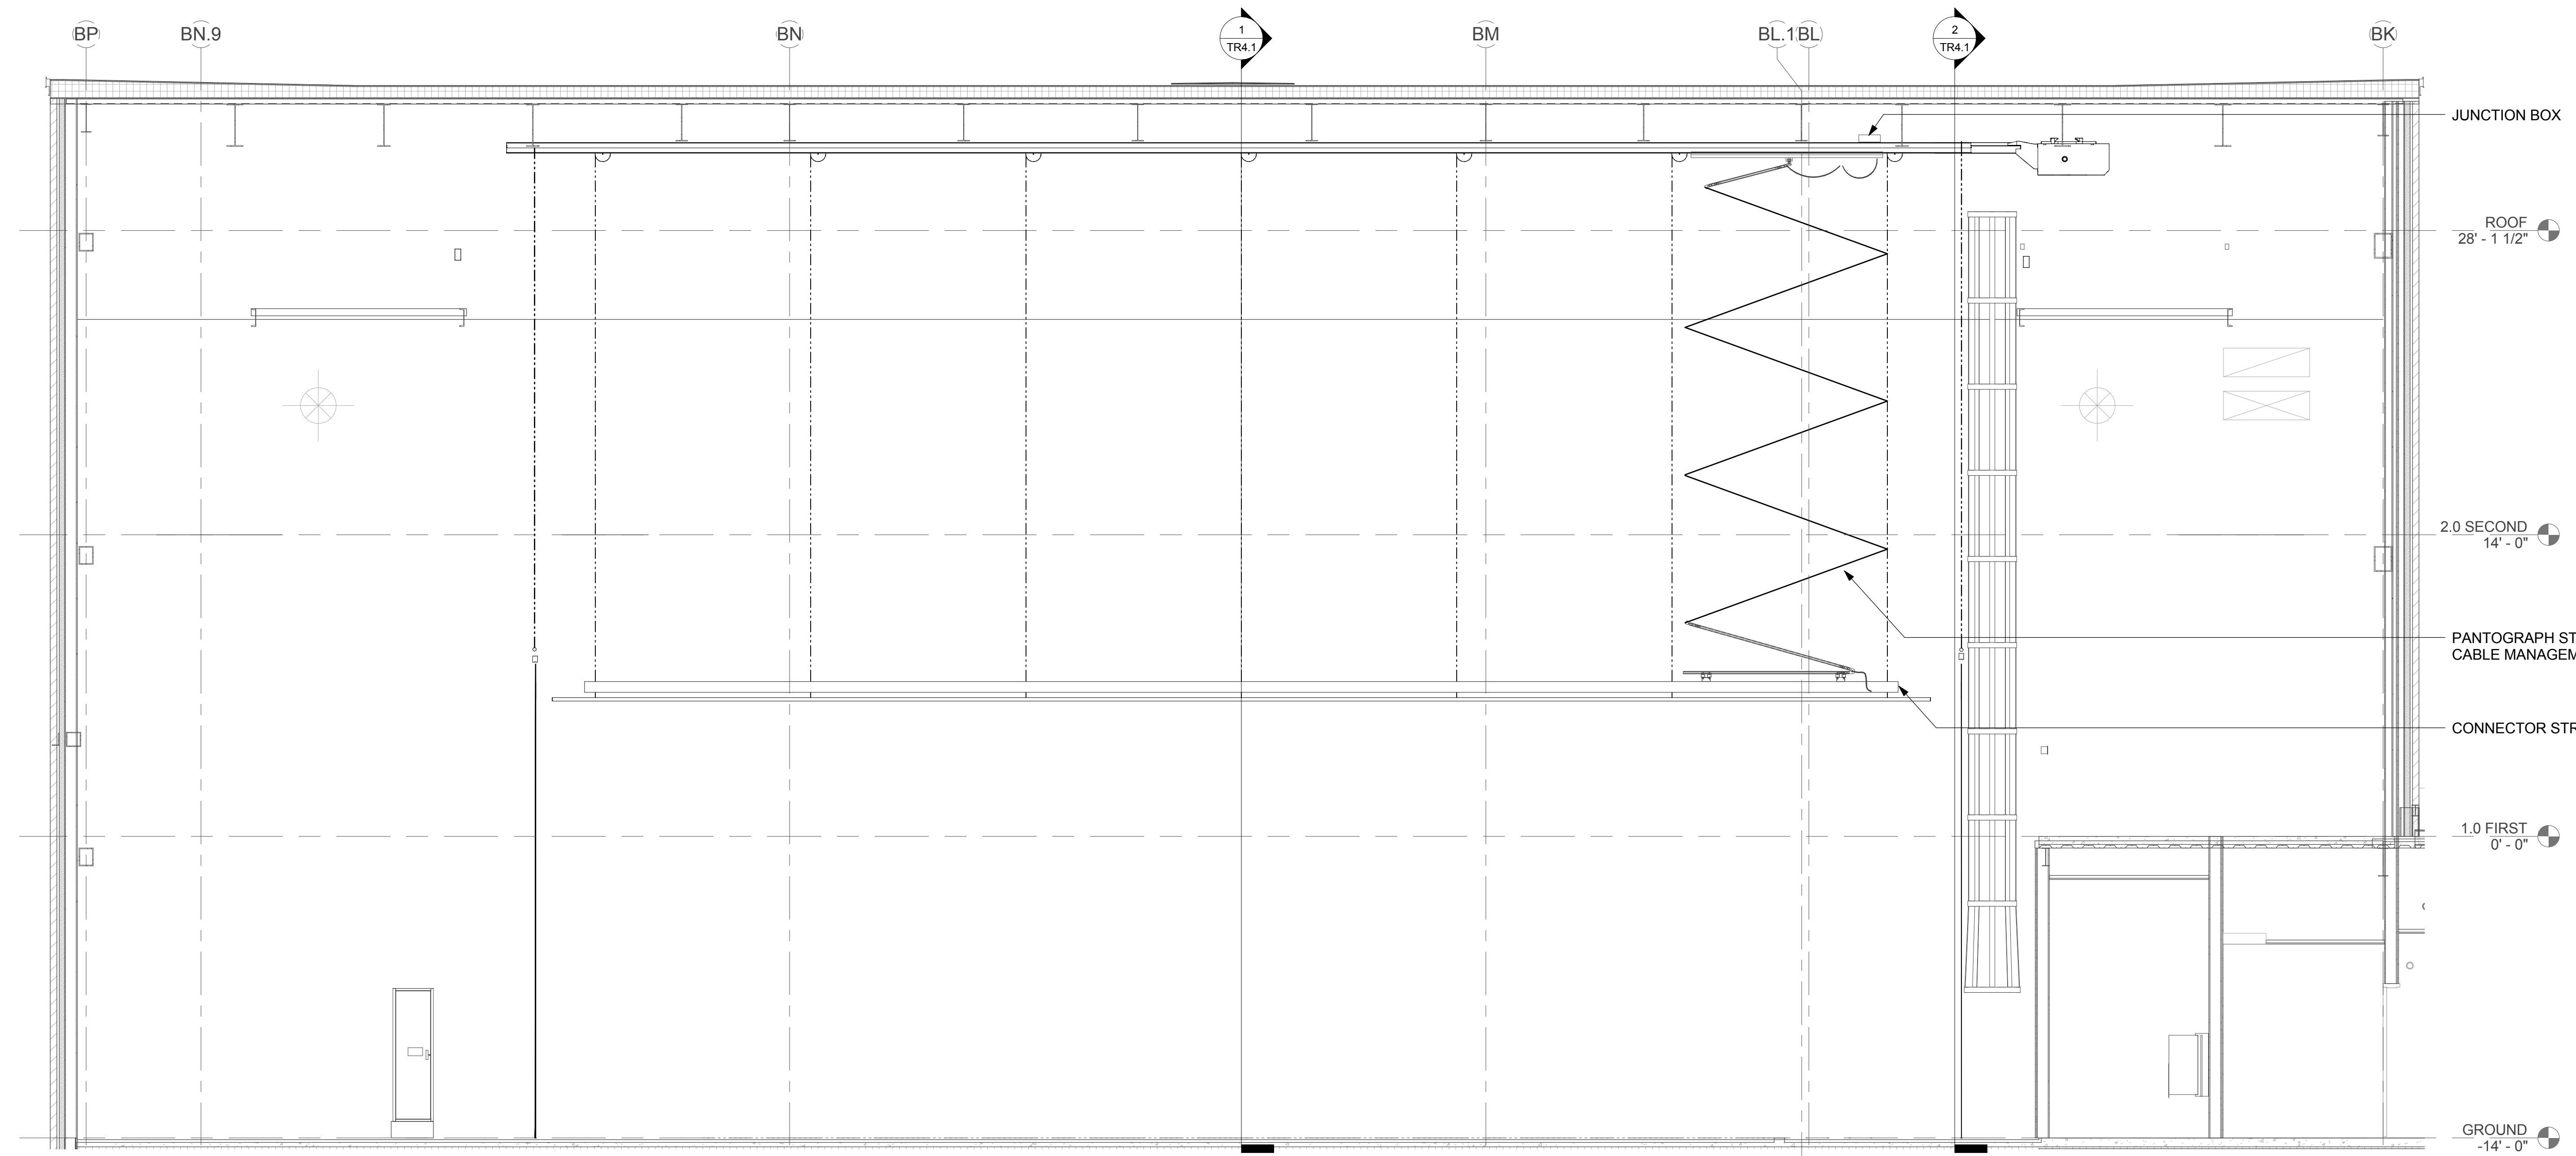 BP
BN.9
BN
1
TR4.1
BM
BL.1
BL
2
TR4.1
BK
JUNCTION BOX
ROOF
28' - 1 1/2"
2.0 SECOND
14' - 0"
PANTOGRAPH ST
CABLE MANAGEM
CONNECTOR STR
1.0 FIRST
0' - 0"
GROUND
-14' - 0"